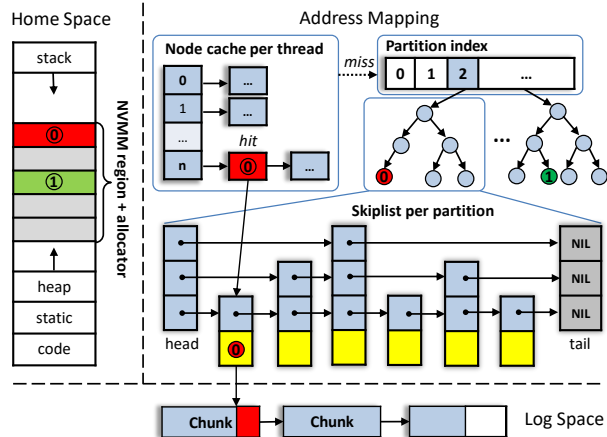 Home Space
Address Mapping
stack
⓪
①
heap
static
code
NVMM region + allocator
Node cache per thread
0
...
1
...
...
hit
n
⓪
...
miss
Partition index
0 1 2 ...
...
0
1
Skiplist per partition
NIL
NIL
NIL
head
tail
0
Chunk
Chunk
Log Space